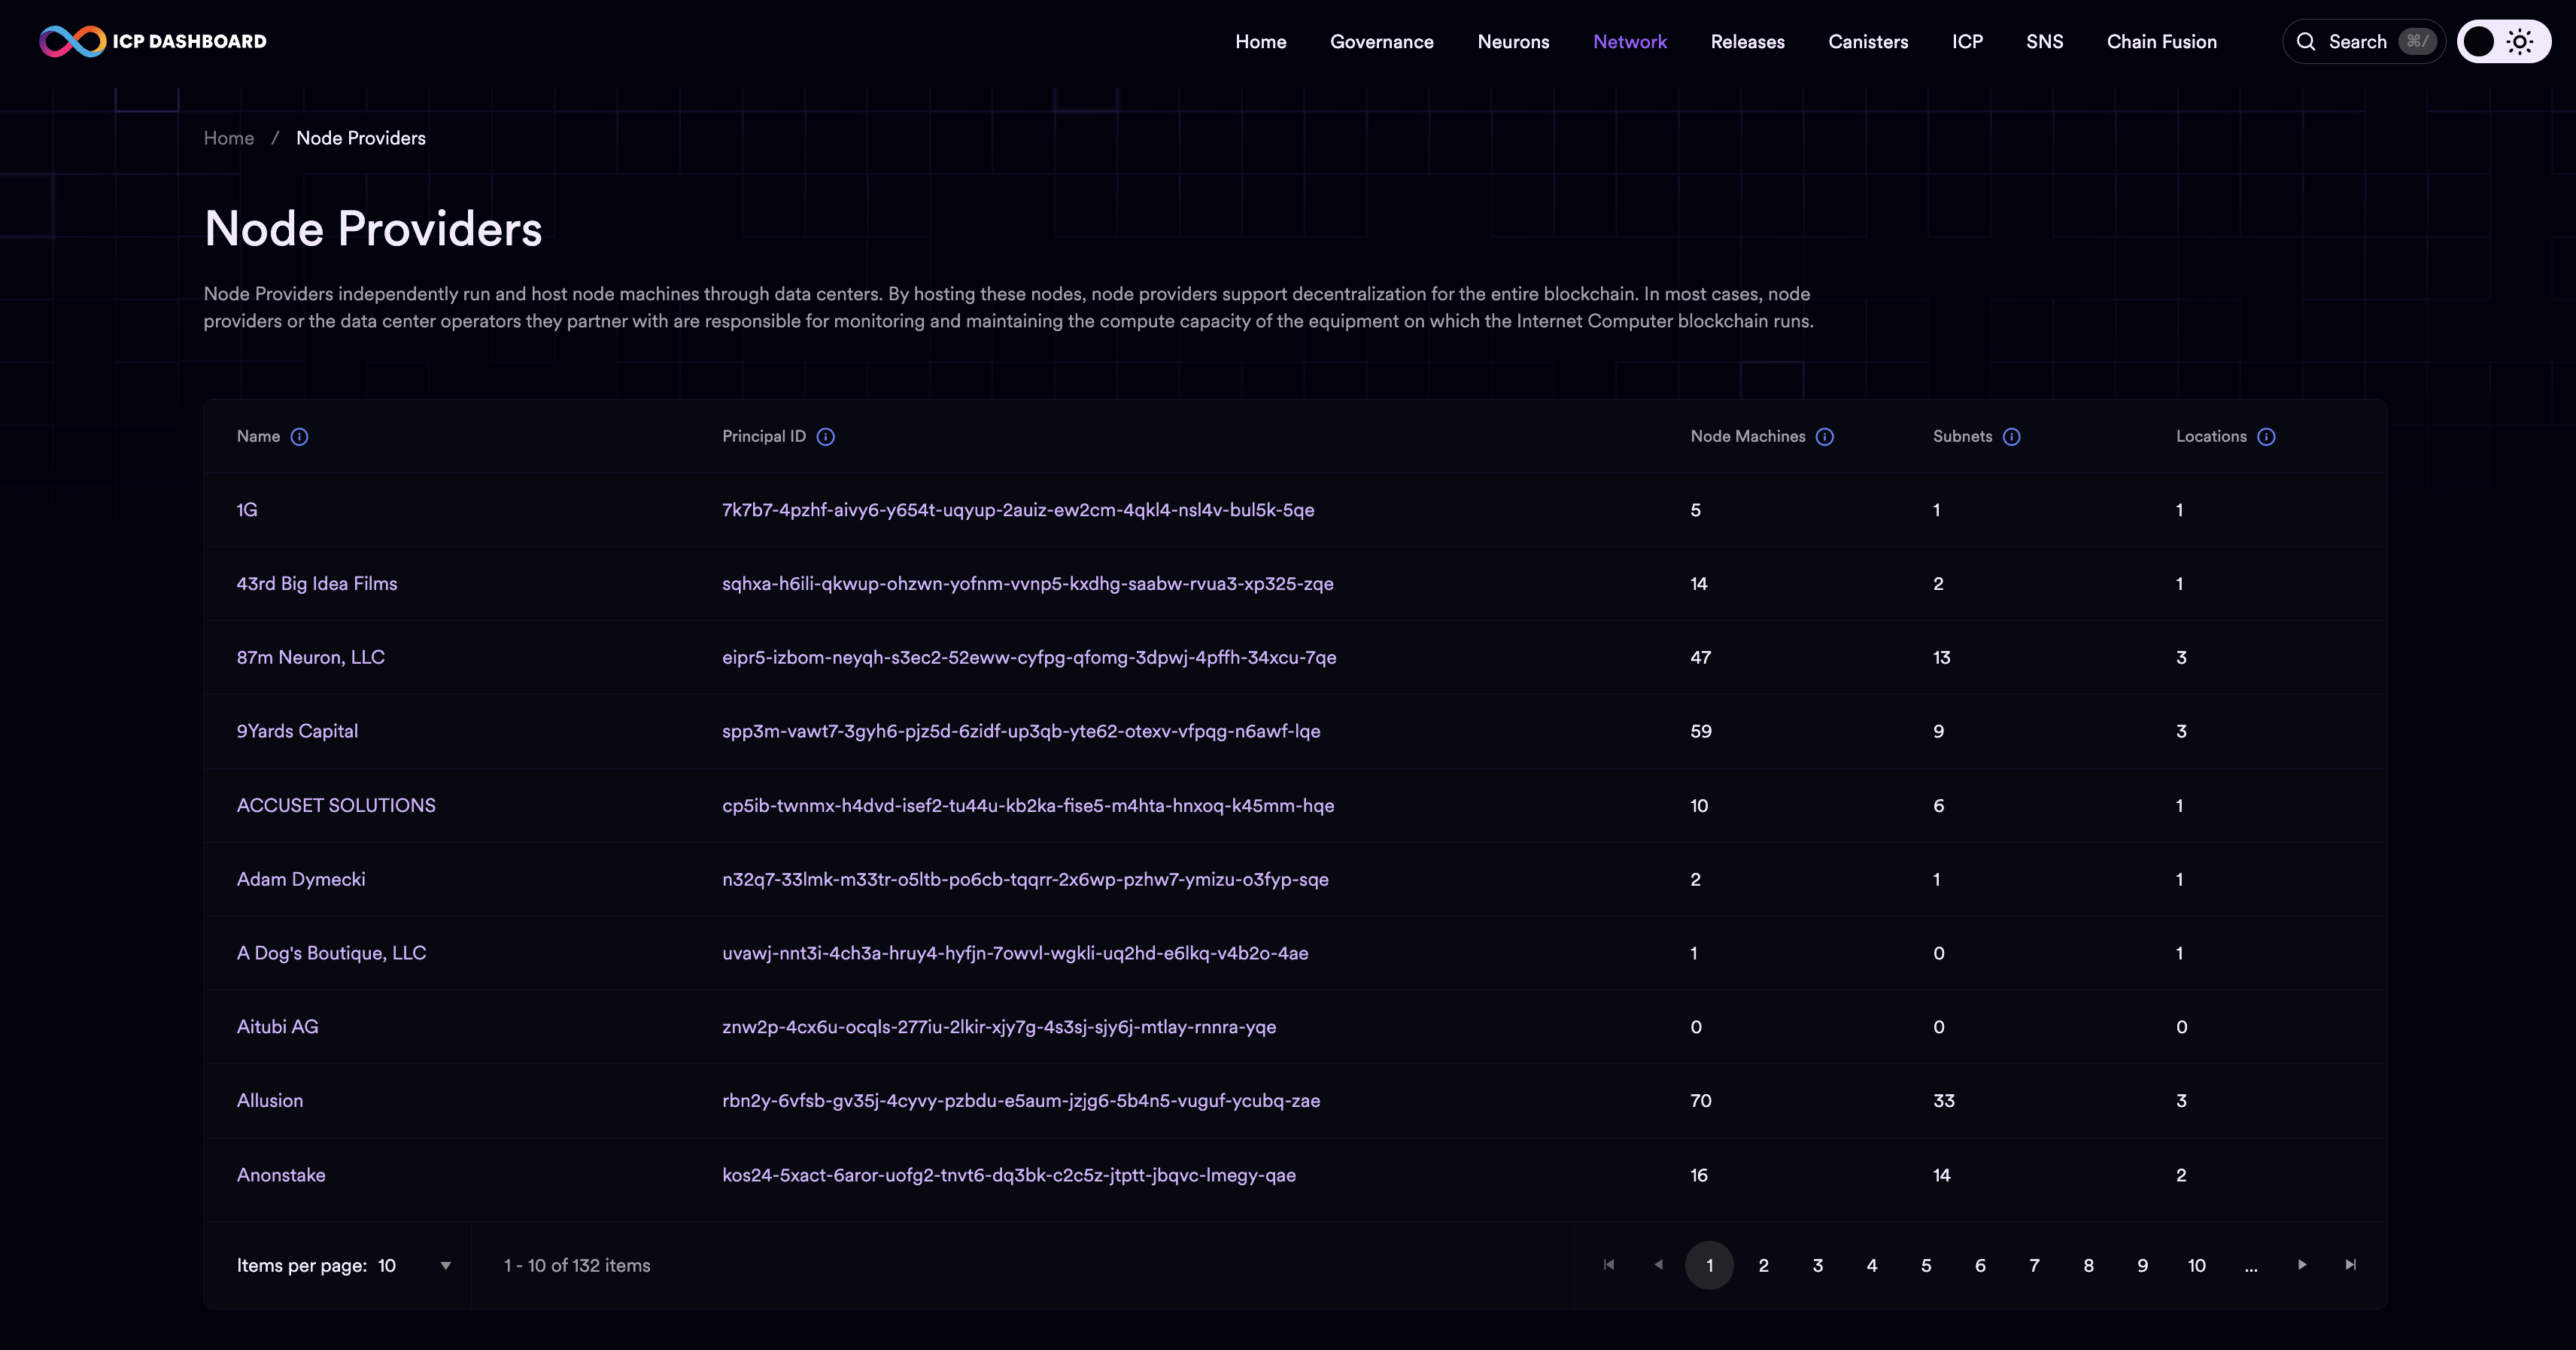 ICP DASHBOARD
Home Governance Neurons Network Releases Canisters ICP SNS Chain Fusion Search ⌘/
Home / Node Providers
Node Providers
Node Providers independently run and host node machines through data centers. By hosting these nodes, node providers support decentralization for the entire blockchain. In most cases, node
providers or the data center operators they partner with are responsible for monitoring and maintaining the compute capacity of the equipment on which the Internet Computer blockchain runs.
Name Principal ID Node Machines Subnets Locations
1G 7k7b7-4pzhf-aivy6-y654t-uqyup-2auiz-ew2cm-4qkl4-nsl4v-bul5k-5qe 5 1 1
43rd Big Idea Films sqhxa-h6ili-qkwup-ohzwn-yofnm-vvnp5-kxdhg-saabw-rvua3-xp325-zqe 14 2 1
87m Neuron, LLC eipr5-izbom-neyqh-s3ec2-52eww-cyfpg-qfomg-3dpwj-4pffh-34xcu-7qe 47 13 3
9Yards Capital spp3m-vawt7-3gyh6-pjz5d-6zidf-up3qb-yte62-otexv-vfpqg-n6awf-lqe 59 9 3
ACCUSET SOLUTIONS cp5ib-twnmx-h4dvd-isef2-tu44u-kb2ka-fise5-m4hta-hnxoq-k45mm-hqe 10 6 1
Adam Dymecki n32q7-33lmk-m33tr-o5ltb-po6cb-tqqrr-2x6wp-pzhw7-ymizu-o3fyp-sqe 2 1 1
A Dog's Boutique, LLC uvawj-nnt3i-4ch3a-hruy4-hyfjn-7owvl-wgkli-uq2hd-e6lkq-v4b2o-4ae 1 0 1
Aitubi AG znw2p-4cx6u-ocqls-277iu-2lkir-xjy7g-4s3sj-sjy6j-mtlay-rnnra-yqe 0 0 0
Allusion rbn2y-6vfsb-gv35j-4cyvy-pzbdu-e5aum-jzjg6-5b4n5-vuguf-ycubq-zae 70 33 3
Anonstake kos24-5xact-6aror-uofg2-tnvt6-dq3bk-c2c5z-jtptt-jbqvc-lmegy-qae 16 14 2
Items per page: 10 1 - 10 of 132 items 1 2 3 4 5 6 7 8 9 10 ...